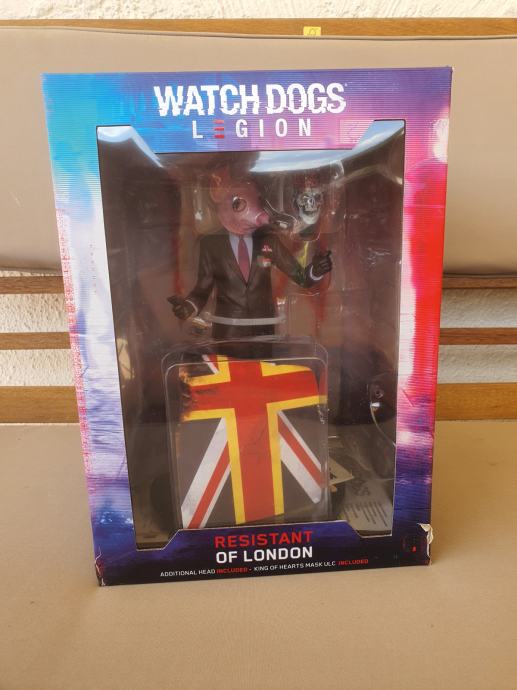 WATCH DOGS
LEGION
RESISTANT
OF LONDON
ADDITIONAL HEAD INCLUDED - KING OF HEARTS MASK ULC INCLUDED